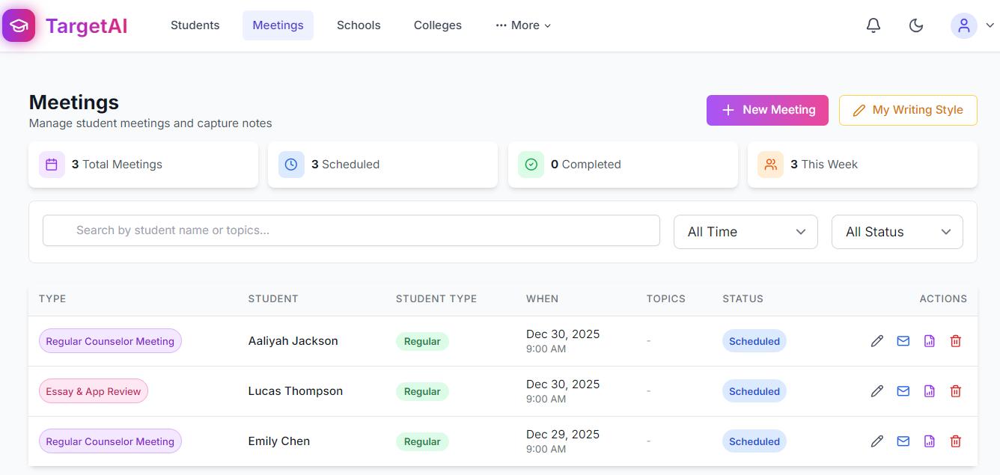 TargetAI Students Meetings Schools Colleges ··· More
Meetings
Manage student meetings and capture notes
+ New Meeting
My Writing Style
3 Total Meetings
3 Scheduled
0 Completed
3 This Week
Search by student name or topics...
All Time
All Status
TYPE STUDENT STUDENT TYPE WHEN TOPICS STATUS ACTIONS
Regular Counselor Meeting Aaliyah Jackson Regular Dec 30, 2025 - Scheduled
9:00 AM
Essay & App Review Lucas Thompson Regular Dec 30, 2025 - Scheduled
9:00 AM
Regular Counselor Meeting Emily Chen Regular Dec 29, 2025 - Scheduled
9:00 AM